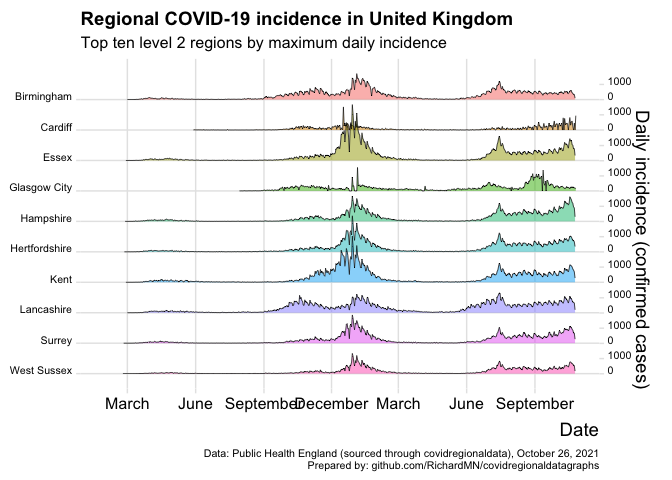 Regional COVID-19 incidence in United Kingdom
Top ten level 2 regions by maximum daily incidence
Birmingham
1000
0
Cardiff
1000
0
Essex
1000
0
Glasgow City
1000
0
Hampshire
1000
0
Hertfordshire
1000
0
Kent
1000
0
Lancashire
1000
0
Surrey
1000
0
West Sussex
1000
0
Daily incidence (confirmed cases)
March June September December March June September
Date
Data: Public Health England (sourced through covidregionaldata), October 26, 2021
Prepared by: github.com/RichardMN/covidregionaldatagraphs